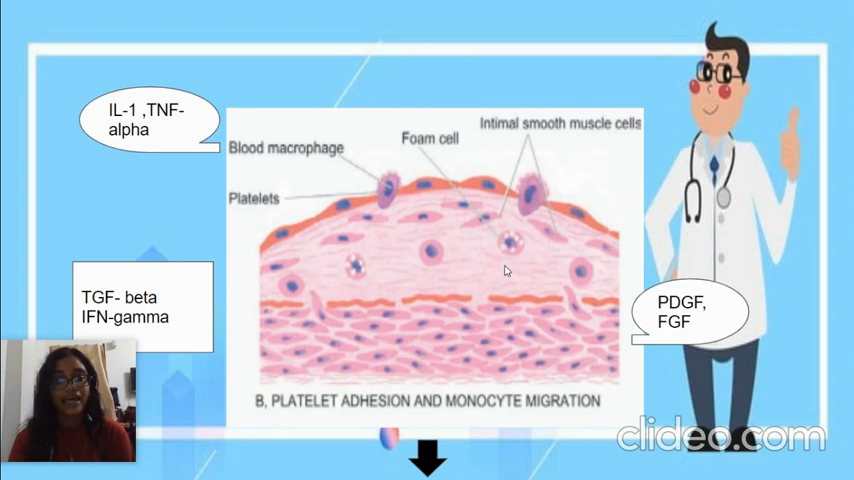 IL-1 ,TNF-
alpha
Intimal smooth muscle cells
Foam cell
Blood macrophage
Platelets
TGF- beta
IFN-gamma
PDGF,
FGF
B, PLATELET ADHESION AND MONOCYTE MIGRATION
clideo.com